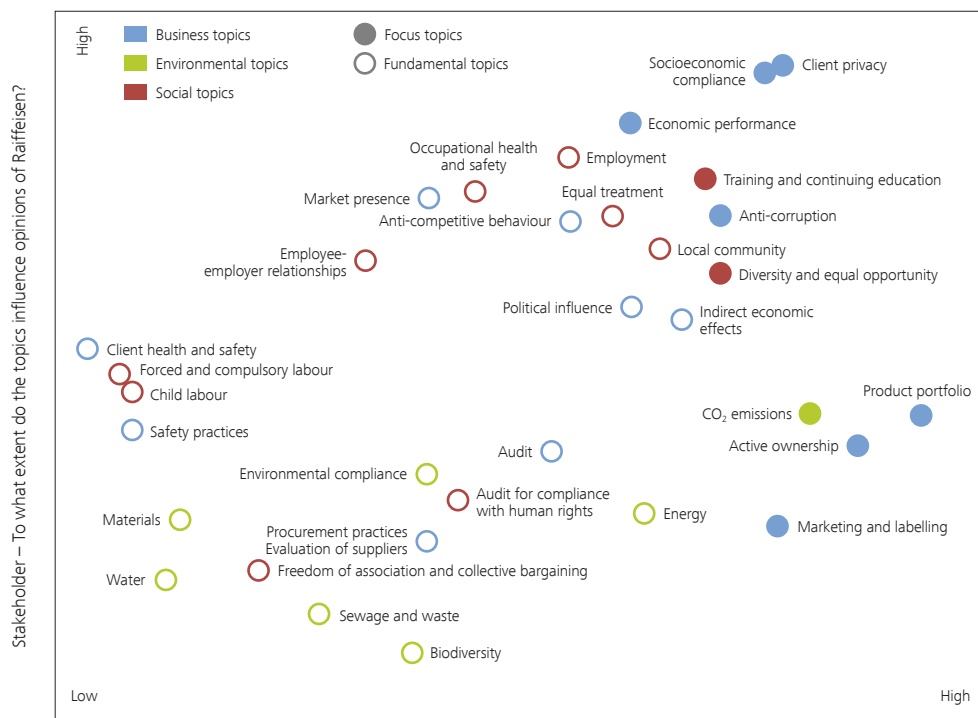 High
Stakeholder – To what extent do the topics influence opinions of Raiffeisen?
Business topics
Environmental topics
Social topics
Focus topics
Fundamental topics
Socioeconomic
compliance
Client privacy
Economic performance
Occupational health
and safety
Employment
Training and continuing education
Market presence
Equal treatment
Anti-competitive behaviour
Anti-corruption
Employee-
employer relationships
Local community
Diversity and equal opportunity
Political influence
Indirect economic
effects
Client health and safety
Forced and compulsory labour
Child labour
Safety practices
Product portfolio
CO₂ emissions
Active ownership
Audit
Environmental compliance
Audit for compliance
with human rights
Materials
Energy
Marketing and labelling
Procurement practices
Evaluation of suppliers
Freedom of association and collective bargaining
Water
Sewage and waste
Biodiversity
Low
High